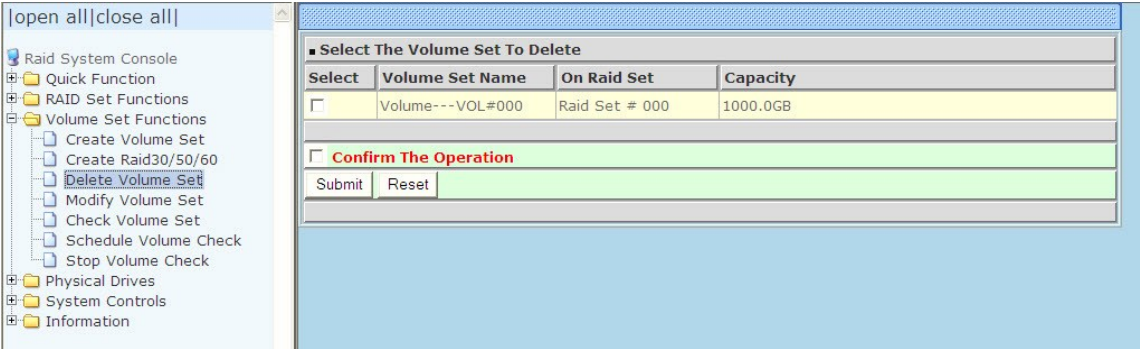 |open all|close all|
Raid System Console
Quick Function
RAID Set Functions
Volume Set Functions
Create Volume Set
Create Raid30/50/60
Delete Volume Set
Modify Volume Set
Check Volume Set
Schedule Volume Check
Stop Volume Check
Physical Drives
System Controls
Information
Select The Volume Set To Delete
Select Volume Set Name On Raid Set Capacity
Volume---VOL#000 Raid Set # 000 1000.0GB
Confirm The Operation
Submit Reset